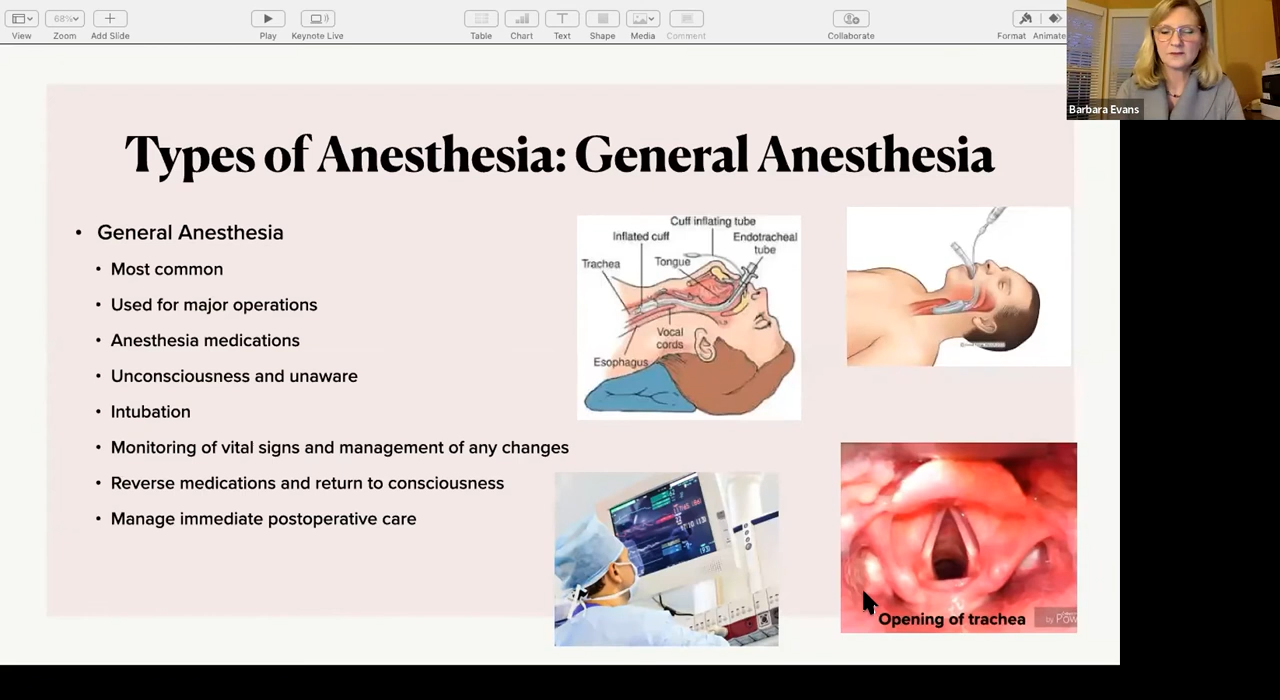 68%
View
Zoom
Add Slide
Play
Keynote Live
Table
Chart
Text
Shape
Media
Comment
Collaborate
Format
Animate
Barbara Evans
Types of Anesthesia: General Anesthesia
• General Anesthesia
• Most common
• Used for major operations
• Anesthesia medications
• Unconsciousness and unaware
• Intubation
• Monitoring of vital signs and management of any changes
• Reverse medications and return to consciousness
• Manage immediate postoperative care
Cuff inflating tube
Inflated cuff
Endotracheal
tube
Trachea
Tongue
Vocal
cords
Esophagus
Opening of trachea
by Pow